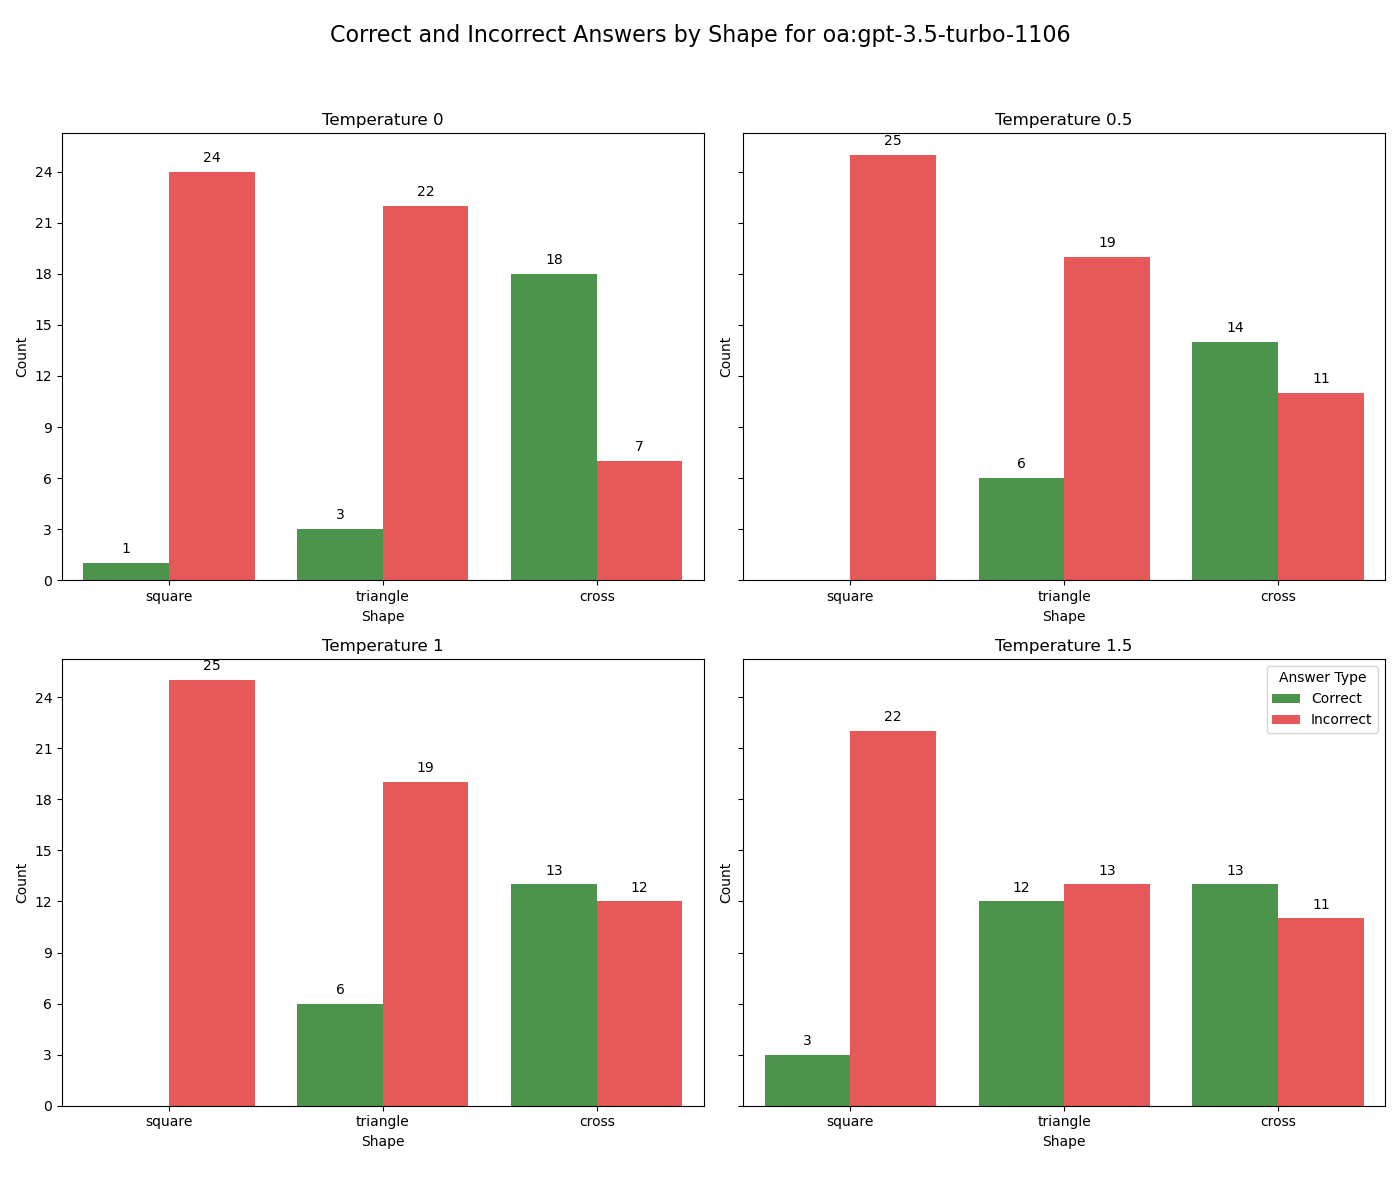 Correct and Incorrect Answers by Shape for oa:gpt-3.5-turbo-1106
Temperature 0
24
21
18
15
12
9
6
3
0
Count
1
24
3
22
18
7
square
triangle
cross
Shape
Temperature 0.5
Count
25
6
19
14
11
square
triangle
cross
Shape
Temperature 1
24
21
18
15
12
9
6
3
0
Count
25
6
19
13
12
square
triangle
cross
Shape
Temperature 1.5
Answer Type
Correct
Incorrect
Count
3
22
12
13
13
11
square
triangle
cross
Shape